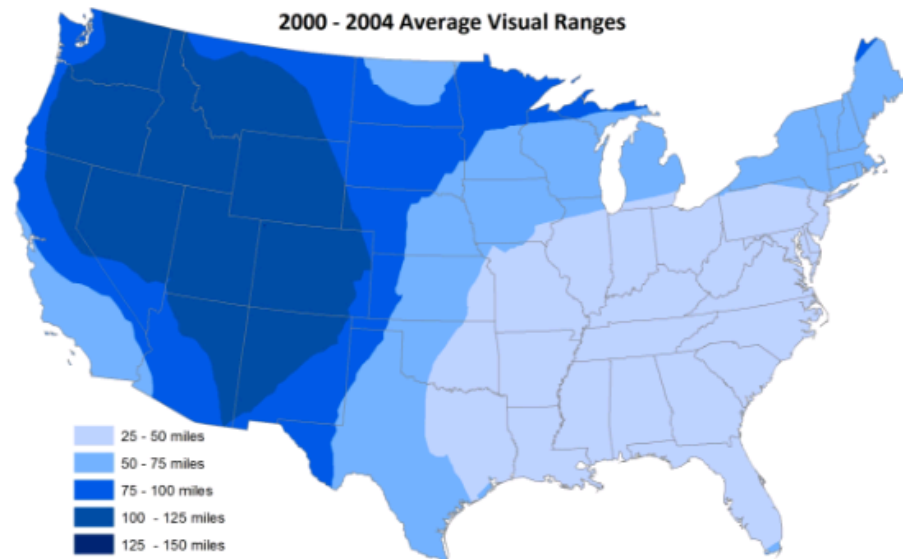 2000 - 2004 Average Visual Ranges
25 - 50 miles
50 - 75 miles
75 - 100 miles
100 - 125 miles
125 - 150 miles